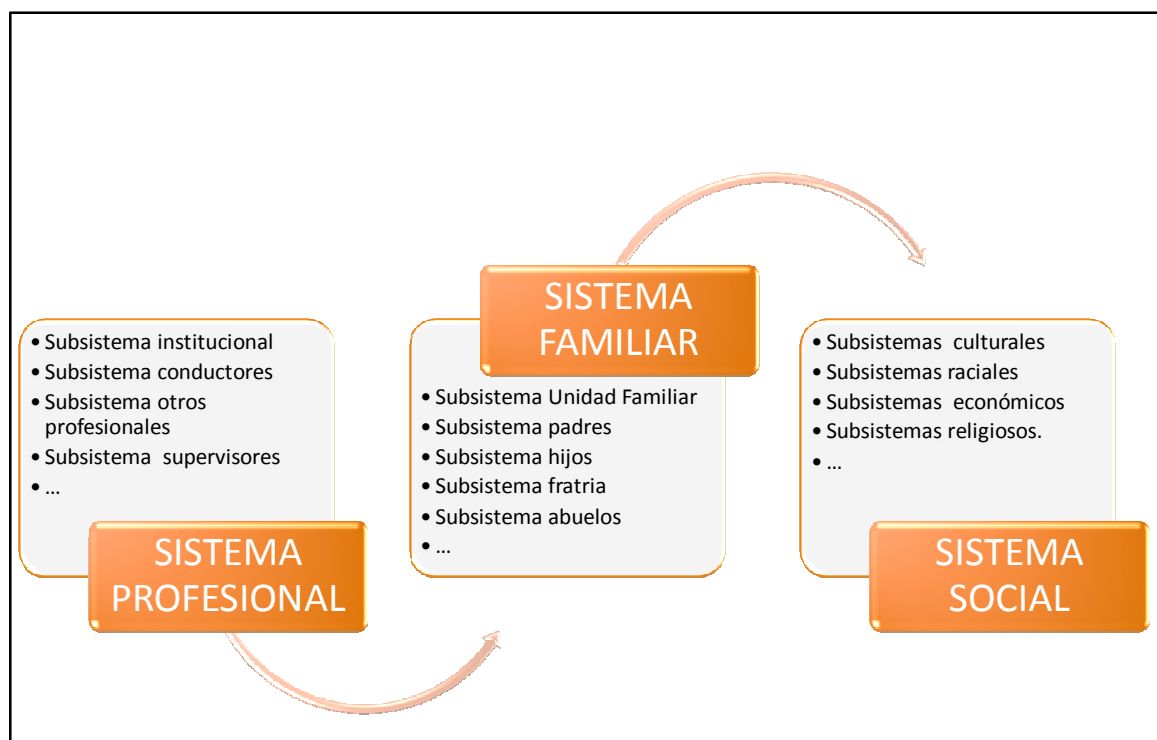 • Subsistema institucional
• Subsistema conductores
• Subsistema otros
profesionales
• Subsistema supervisores
• ...
SISTEMA
PROFESIONAL
SISTEMA
FAMILIAR
• Subsistema Unidad Familiar
• Subsistema padres
• Subsistema hijos
• Subsistema fratria
• Subsistema abuelos
• ...
• Subsistemas culturales
• Subsistemas raciales
• Subsistemas económicos
• Subsistemas religiosos.
• ...
SISTEMA
SOCIAL